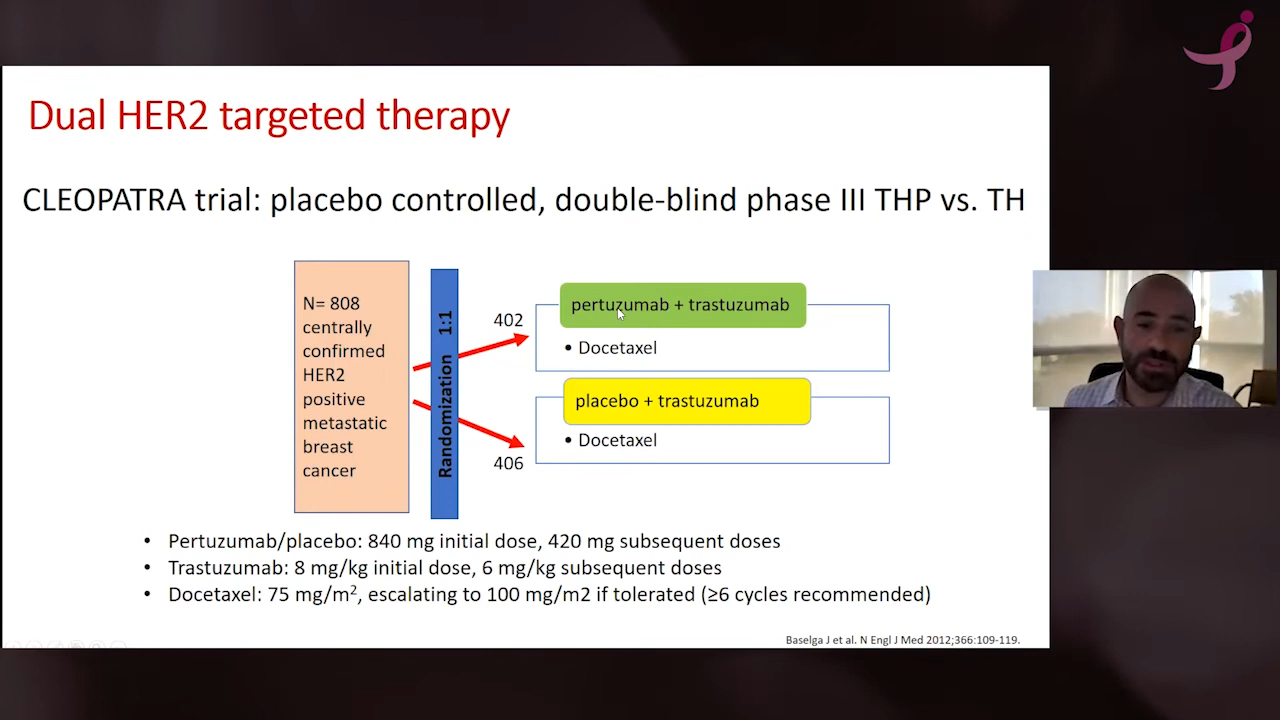 Dual HER2 targeted therapy
CLEOPATRA trial: placebo controlled, double-blind phase III THP vs. TH
N= 808
centrally
confirmed
HER2
positive
metastatic
breast
cancer
Randomization 1:1
402
pertuzumab + trastuzumab
• Docetaxel
placebo + trastuzumab
• Docetaxel
406
• Pertuzumab/placebo: 840 mg initial dose, 420 mg subsequent doses
• Trastuzumab: 8 mg/kg initial dose, 6 mg/kg subsequent doses
• Docetaxel: 75 mg/m², escalating to 100 mg/m2 if tolerated (≥6 cycles recommended)
Baselga J et al. N Engl J Med 2012;366:109-119.